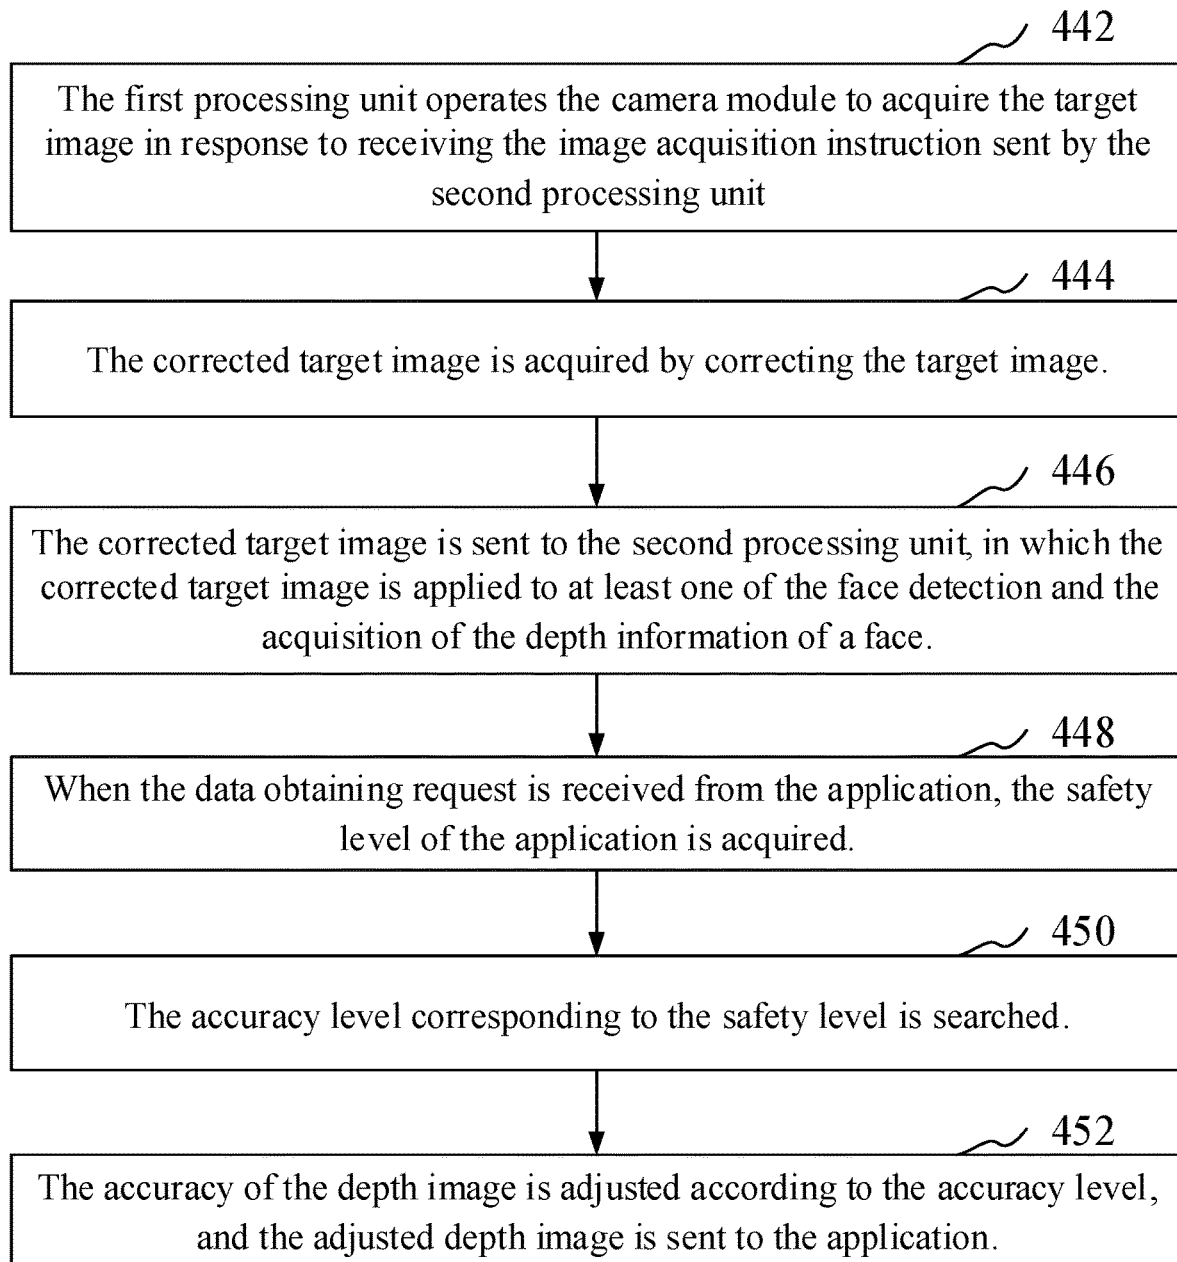 442
The first processing unit operates the camera module to acquire the target
image in response to receiving the image acquisition instruction sent by the
second processing unit
444
The corrected target image is acquired by correcting the target image.
446
The corrected target image is sent to the second processing unit, in which the
corrected target image is applied to at least one of the face detection and the
acquisition of the depth information of a face.
448
When the data obtaining request is received from the application, the safety
level of the application is acquired.
450
The accuracy level corresponding to the safety level is searched.
452
The accuracy of the depth image is adjusted according to the accuracy level,
and the adjusted depth image is sent to the application.